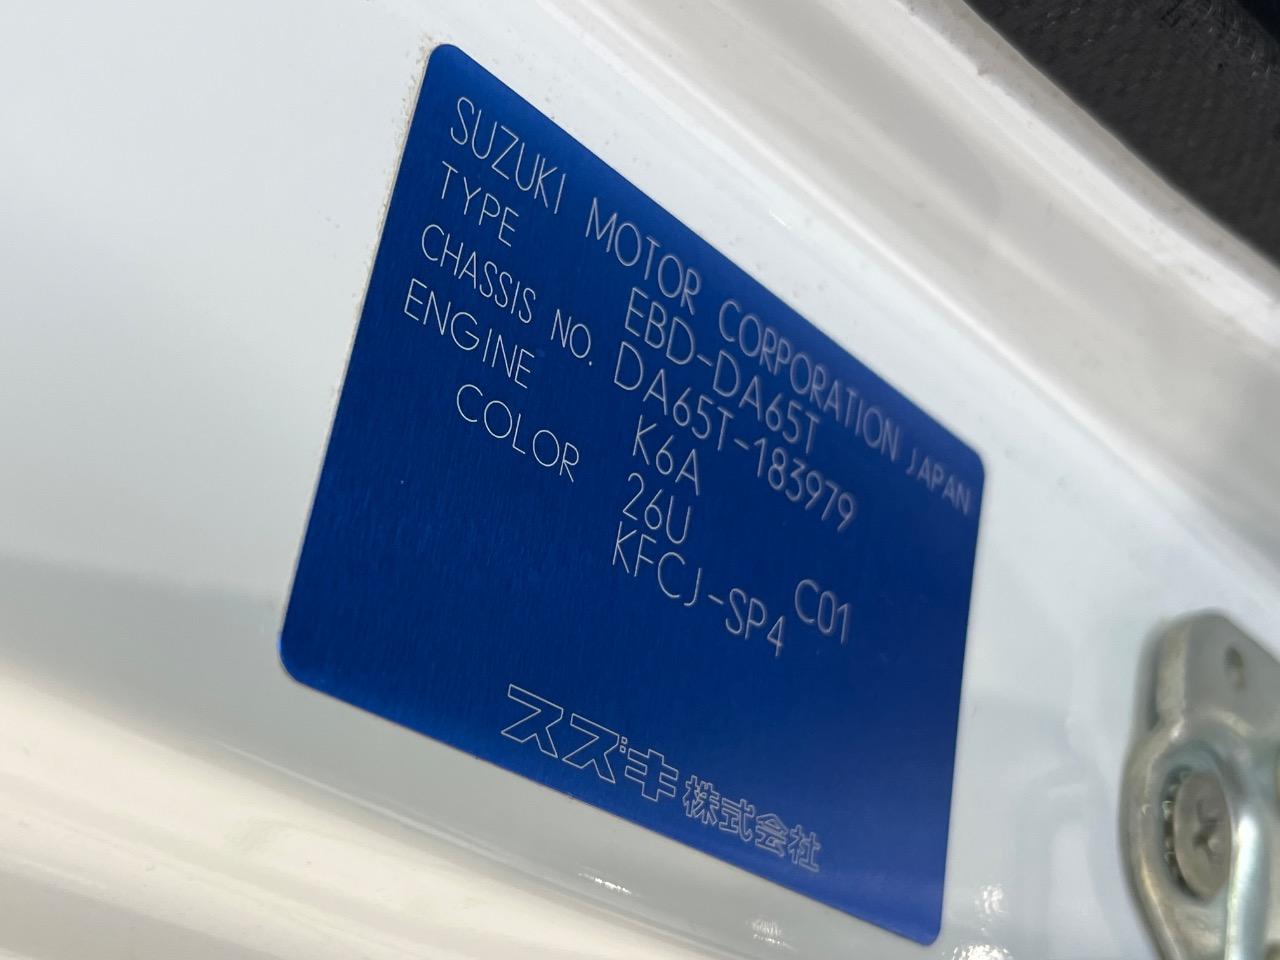 SUZUKI MOTOR CORPORATION JAPAN
TYPE EBD-DA65T
CHASSIS NO. DA65T-183979
ENGINE K6A
COLOR 26U C01
KFCJ-SP4
スズキ株式会社